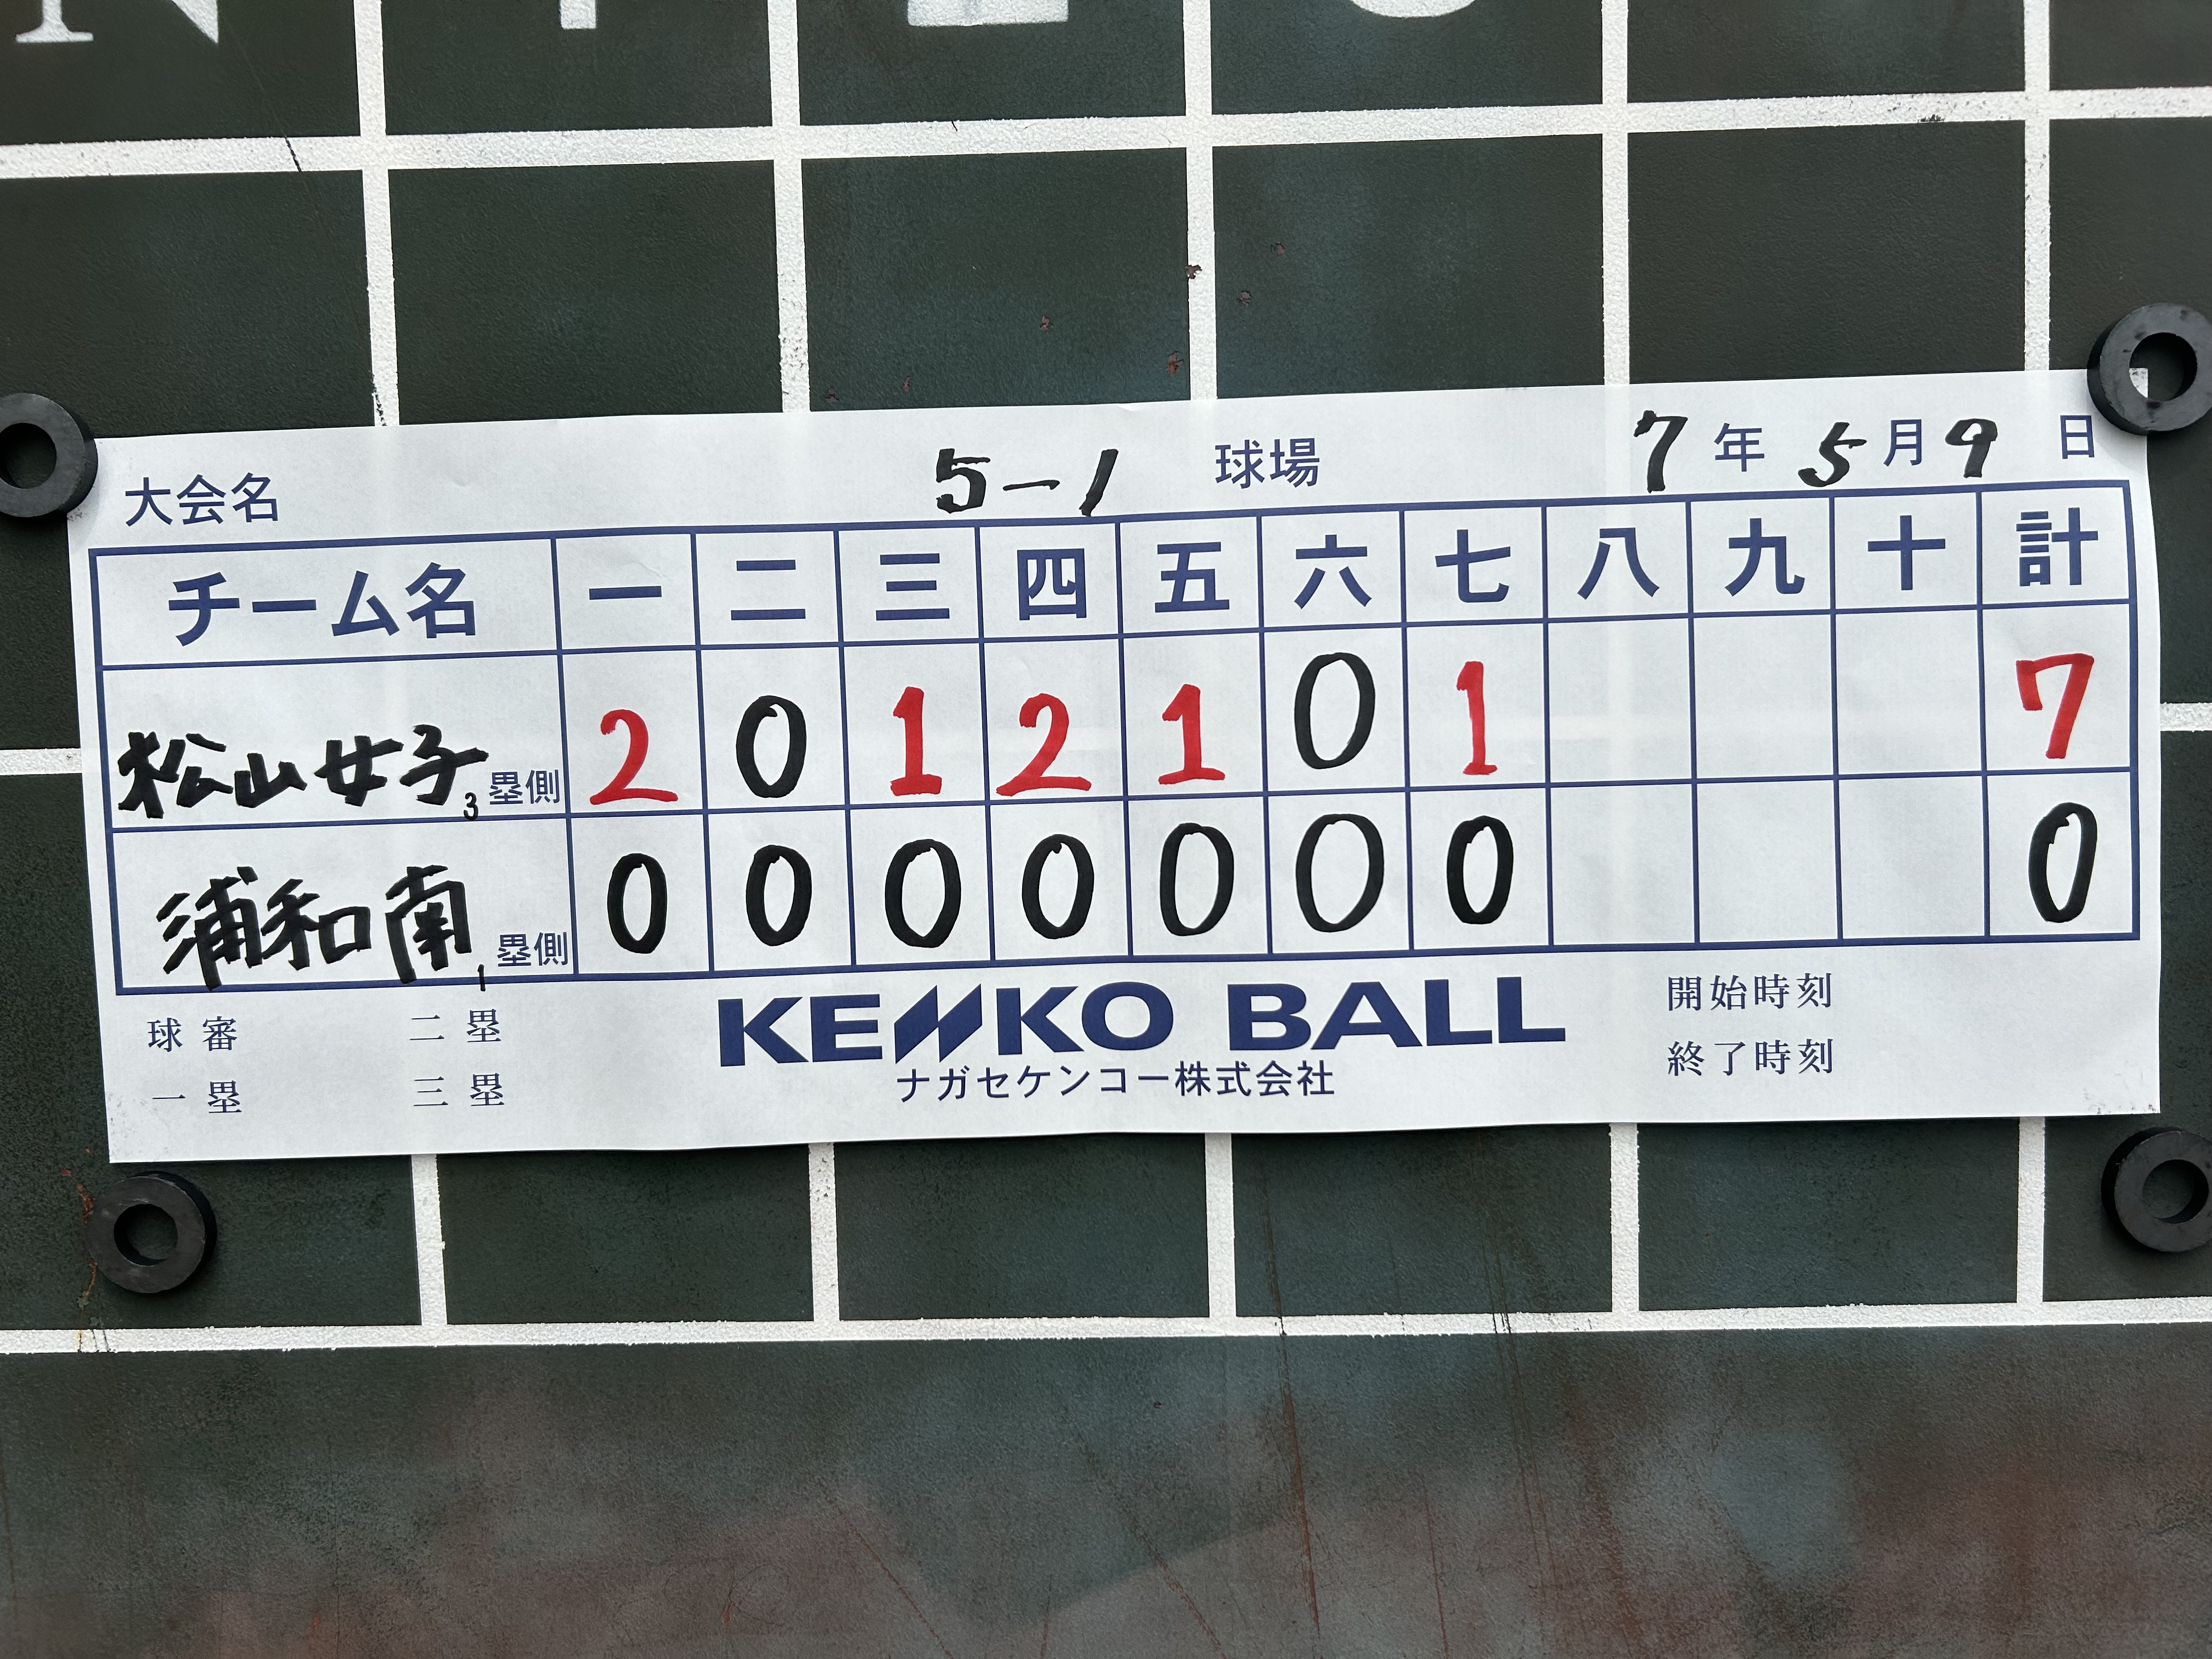 大会名 5-1 球場 7年5月9日
チーム名 一 二 三 四 五 六 七 八 九 十 計
松山女子 3塁側 2 0 1 2 1 0 1 7
浦和南 1塁側 0 0 0 0 0 0 0 0
球審 二塁 KENKO BALL 開始時刻
一塁 三塁 ナガセケンコー株式会社 終了時刻